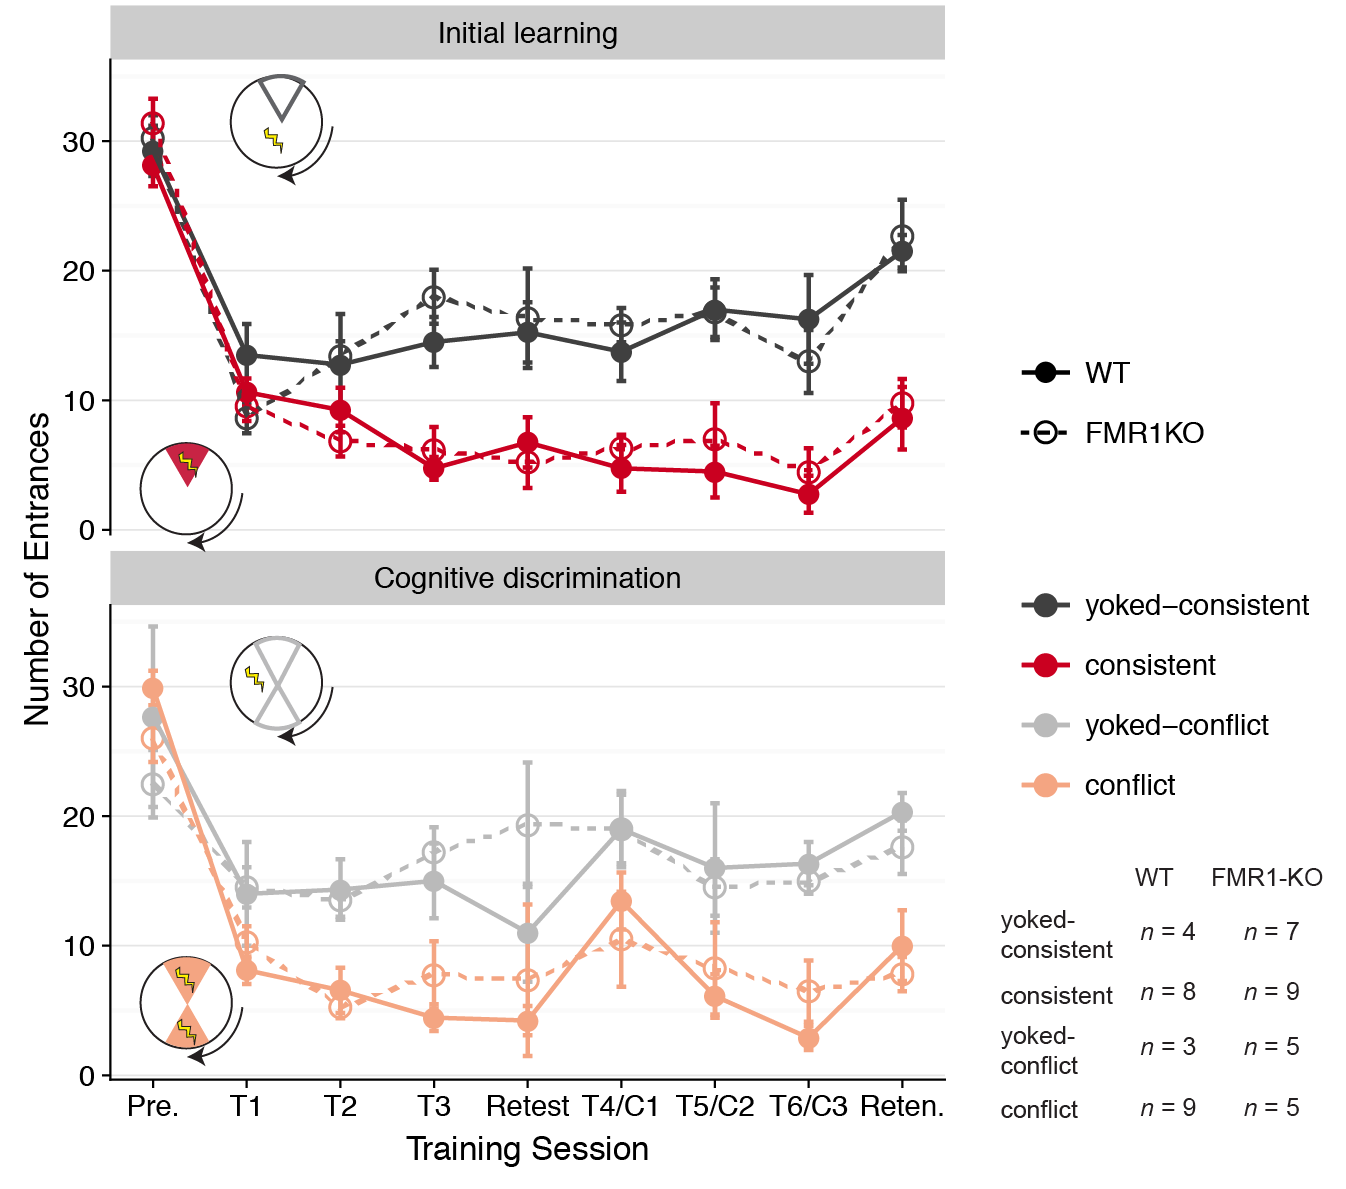 Initial learning
30
20
10
0
Number of Entrances
Cognitive discrimination
30
20
10
0
Pre. T1 T2 T3 Retest T4/C1 T5/C2 T6/C3 Reten.
Training Session
WT
FMR1KO
yoked–consistent
consistent
yoked–conflict
conflict
WT FMR1-KO
yoked-
consistent n = 4 n = 7
consistent n = 8 n = 9
yoked-
conflict n = 3 n = 5
conflict n = 9 n = 5